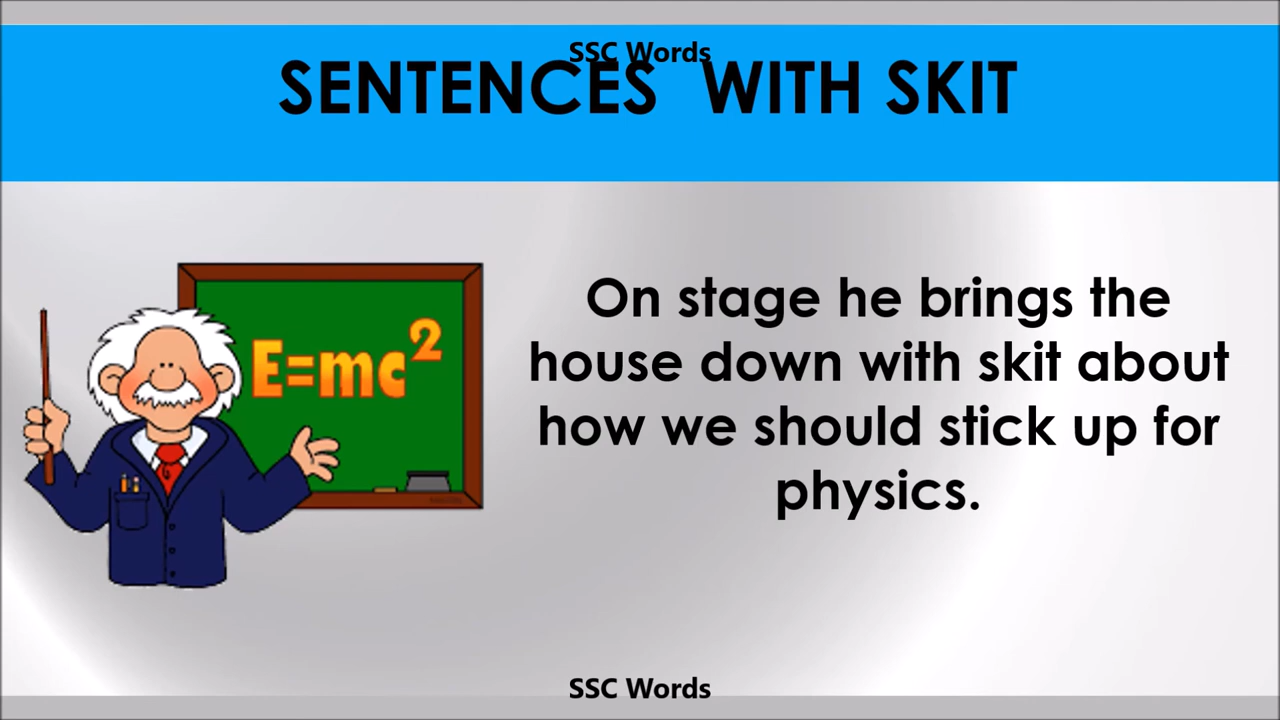 SSC Words
SENTENCES WITH SKIT
E=mc²
On stage he brings the
house down with skit about
how we should stick up for
physics.
SSC Words